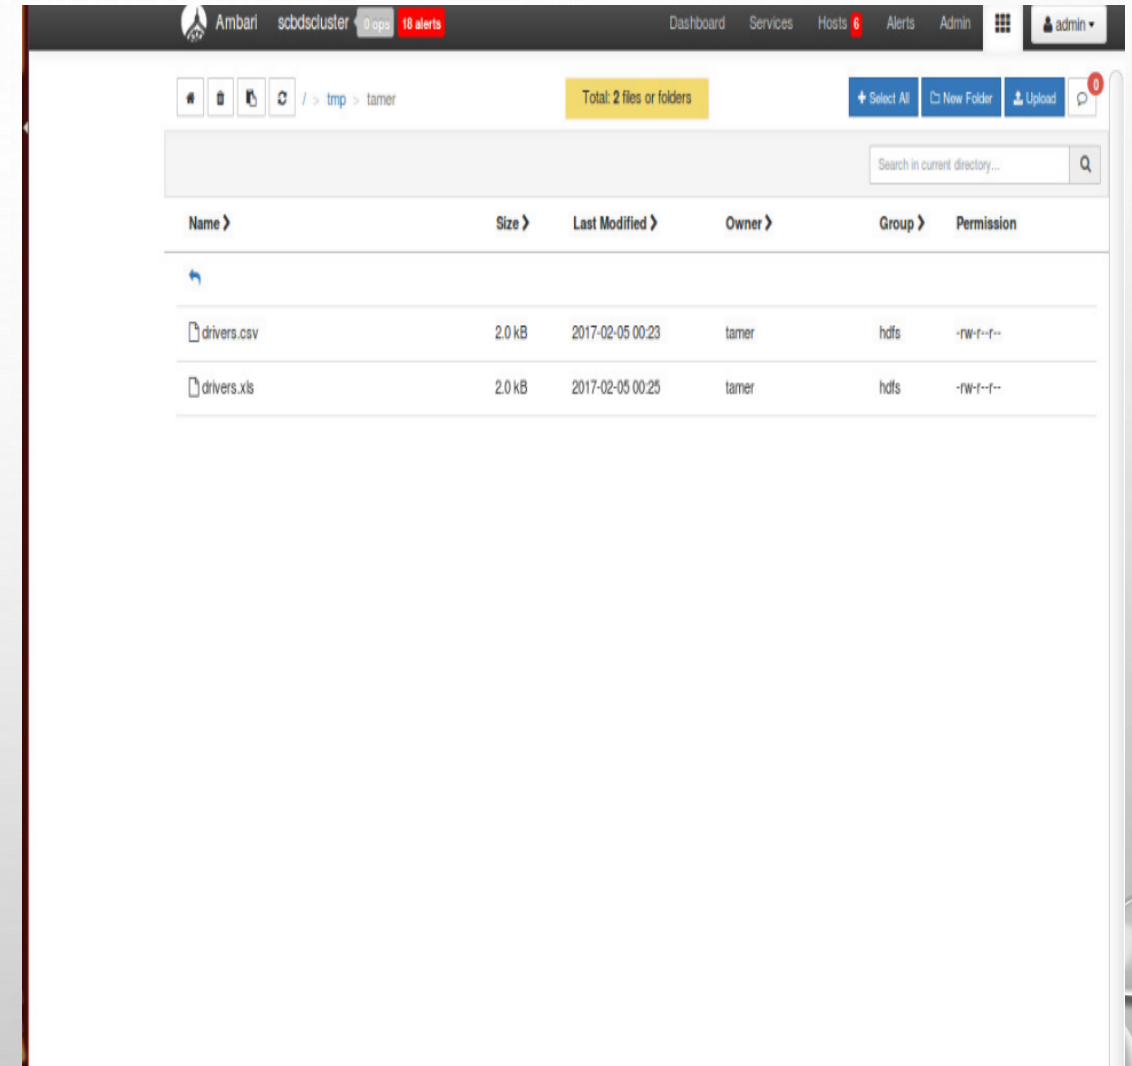 Ambari scbdscluster 0 ops 18 alerts Dashboard Services Hosts 6 Alerts Admin admin
/ > tmp > tamer Total: 2 files or folders Select All New Folder Upload 0
Search in current directory...
Name Size Last Modified Owner Group Permission
drivers.csv 2.0 kB 2017-02-05 00:23 tamer hdfs -rw-r--r--
drivers.xls 2.0 kB 2017-02-05 00:25 tamer hdfs -rw-r--r--